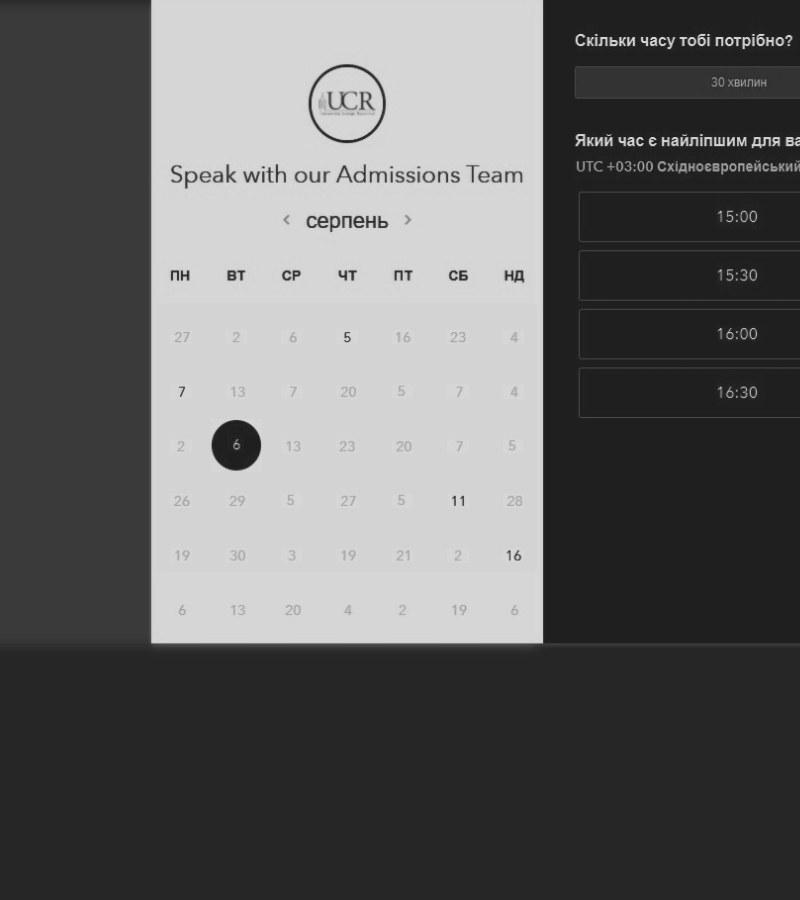 UCR
Speak with our Admissions Team
< серпень >
ПН ВТ СР ЧТ ПТ СБ НД
27 2 6 5 16 23 4
7 13 7 20 5 7 4
2 6 13 23 20 7 5
26 29 5 27 5 11 28
19 30 3 19 21 2 16
6 13 20 4 2 19 6
Скільки часу тобі потрібно?
30 хвилин
Який час є найліпшим для ва
UTC +03:00 Східноєвропейський
15:00
15:30
16:00
16:30